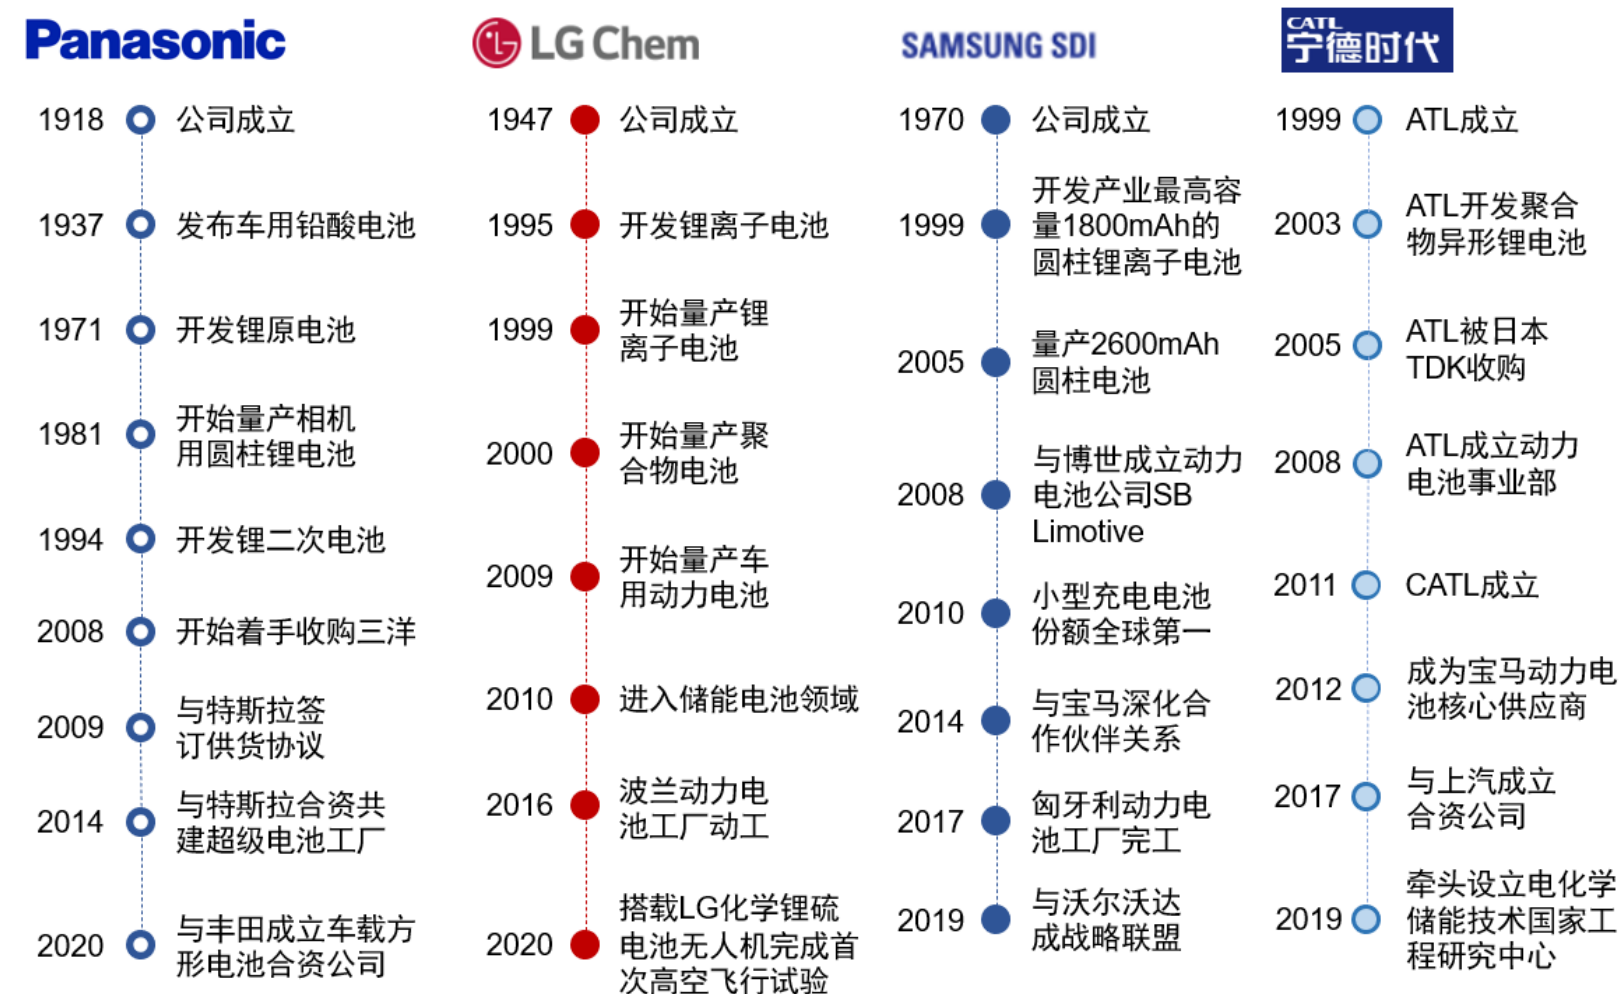 Panasonic
1918
公司成立
1937
发布车用铅酸电池
1971
开发锂原电池
1981
开始量产相机
用圆柱锂电池
1994
开发锂二次电池
2008
开始着手收购三洋
2009
与特斯拉签
订供货协议
2014
与特斯拉合资共
建超级电池工厂
2020
与丰田成立车载方
形电池合资公司
LG Chem
1947
公司成立
1995
开发锂离子电池
1999
开始量产锂
离子电池
2000
开始量产聚
合物电池
2009
开始量产车
用动力电池
2010
进入储能电池领域
2016
波兰动力电
池工厂动工
2020
搭载LG化学锂硫
电池无人机完成首
次高空飞行试验
SAMSUNG SDI
1970
公司成立
1999
开发产业最高容
量1800mAh的
圆柱锂离子电池
2005
量产2600mAh
圆柱电池
2008
与博世成立动力
电池公司SB
Limotive
2010
小型充电电池
份额全球第一
2014
与宝马深化合
作伙伴关系
2017
匈牙利动力电
池工厂完工
2019
与沃尔沃达
成战略联盟
CATL
宁德时代
1999
ATL成立
2003
ATL开发聚合
物异形锂电池
2005
ATL被日本
TDK收购
2008
ATL成立动力
电池事业部
2011
CATL成立
2012
成为宝马动力电
池核心供应商
2017
与上汽成立
合资公司
2019
牵头设立电化学
储能技术国家工
程研究中心